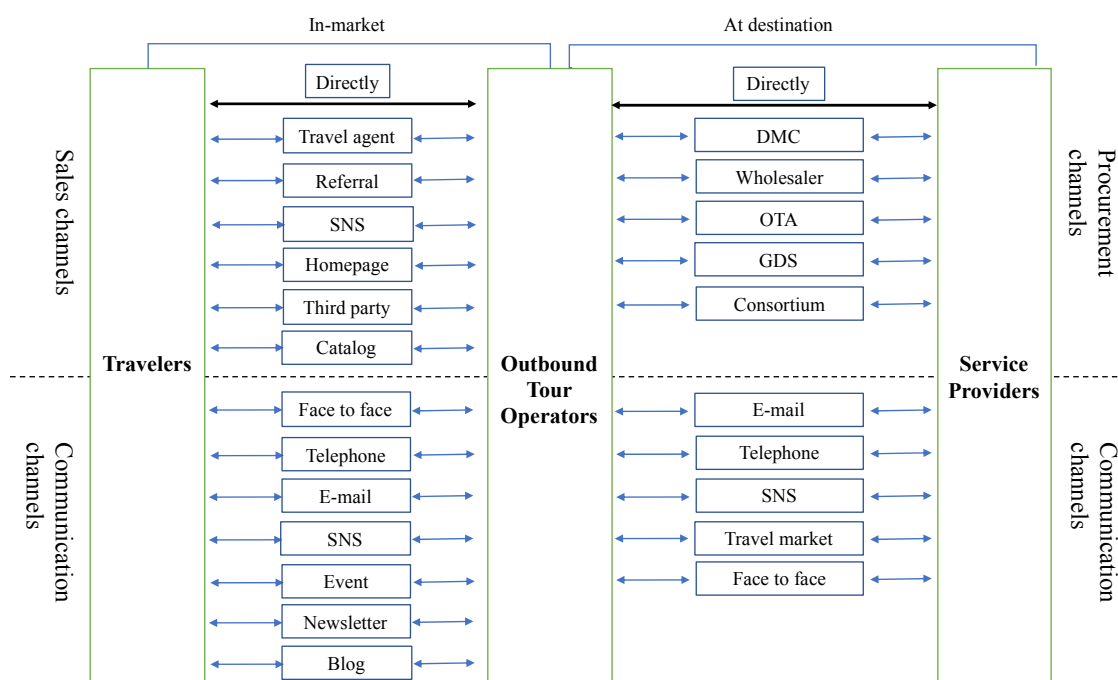 In-market
At destination
Directly
Directly
Travel agent
DMC
Referral
Wholesaler
SNS
OTA
Homepage
GDS
Third party
Consortium
Catalog
Sales channels
Procurement
channels
Travelers
Outbound
Tour
Operators
Service
Providers
Face to face
E-mail
Telephone
Telephone
E-mail
SNS
SNS
Travel market
Event
Face to face
Newsletter
Blog
Communication
channels
Communication
channels